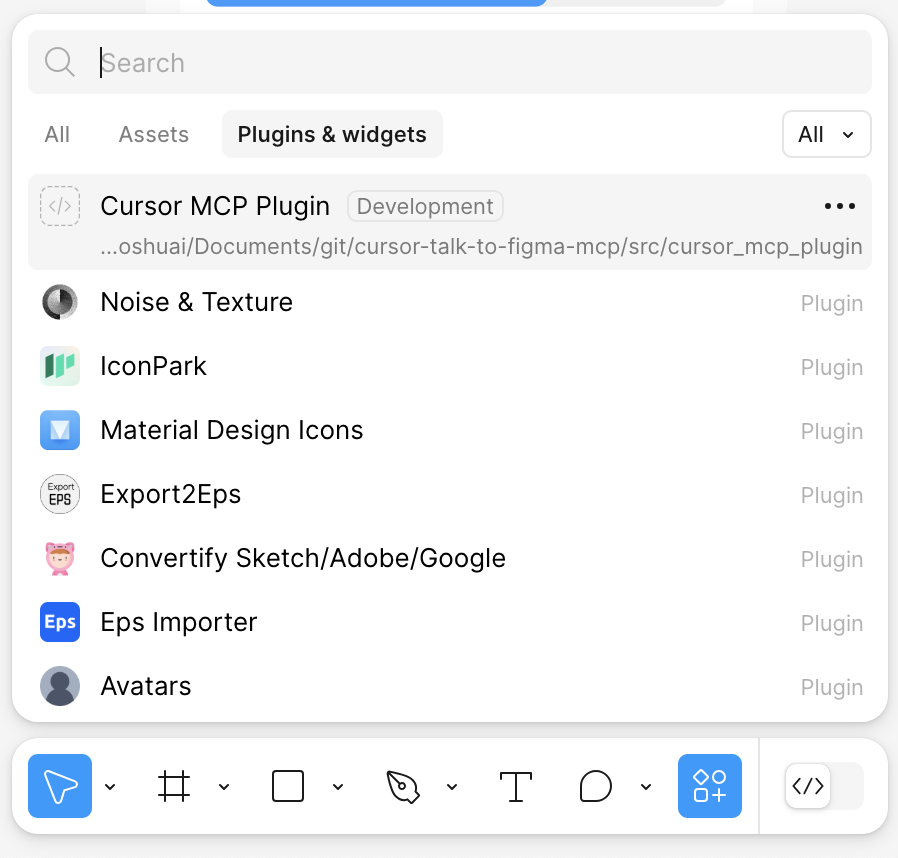 Search
All Assets Plugins & widgets All
Cursor MCP Plugin Development
...oshuai/Documents/git/cursor-talk-to-figma-mcp/src/cursor_mcp_plugin
Noise & Texture Plugin
IconPark Plugin
Material Design Icons Plugin
Export
EPS
Export2Eps Plugin
Convertify Sketch/Adobe/Google Plugin
Eps Eps Importer Plugin
Avatars Plugin